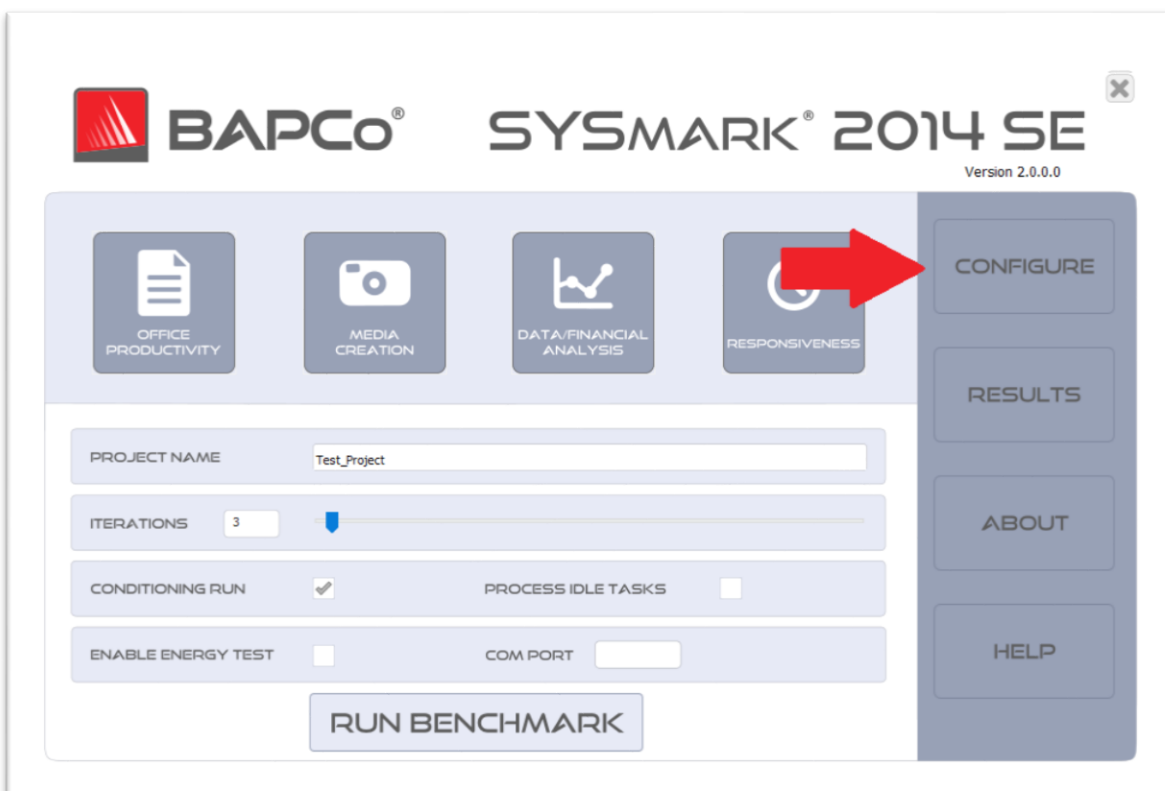 BAPCo® SYSMARK® 2014 SE
Version 2.0.0.0
OFFICE
PRODUCTIVITY
MEDIA
CREATION
DATA/FINANCIAL
ANALYSIS
RESPONSIVENESS
CONFIGURE
RESULTS
ABOUT
HELP
PROJECT NAME Test_Project
ITERATIONS 3
CONDITIONING RUN PROCESS IDLE TASKS
ENABLE ENERGY TEST COM PORT
RUN BENCHMARK